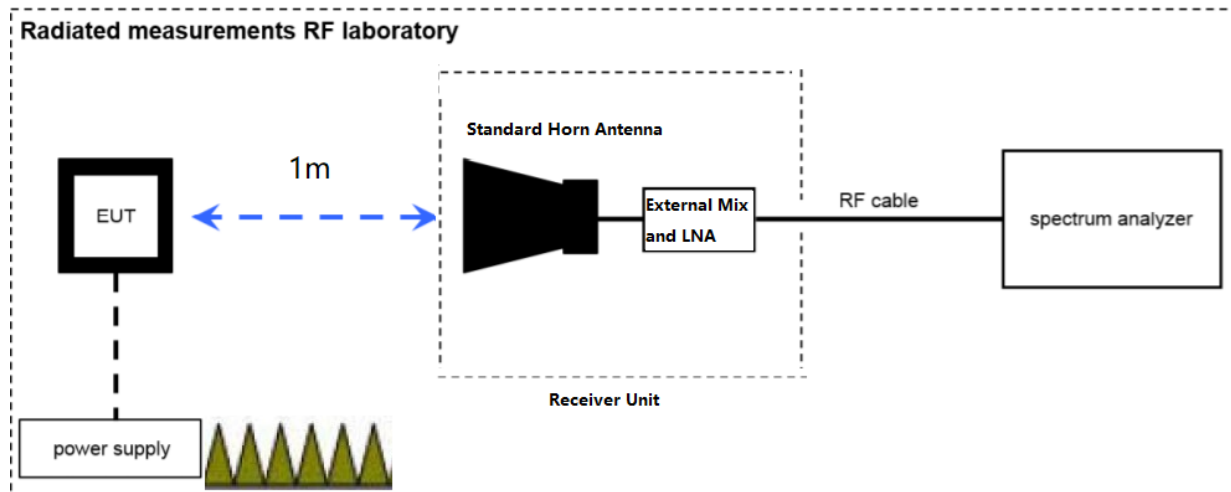 Radiated measurements RF laboratory
Standard Horn Antenna
1m
EUT
External Mix
and LNA
RF cable
spectrum analyzer
Receiver Unit
power supply